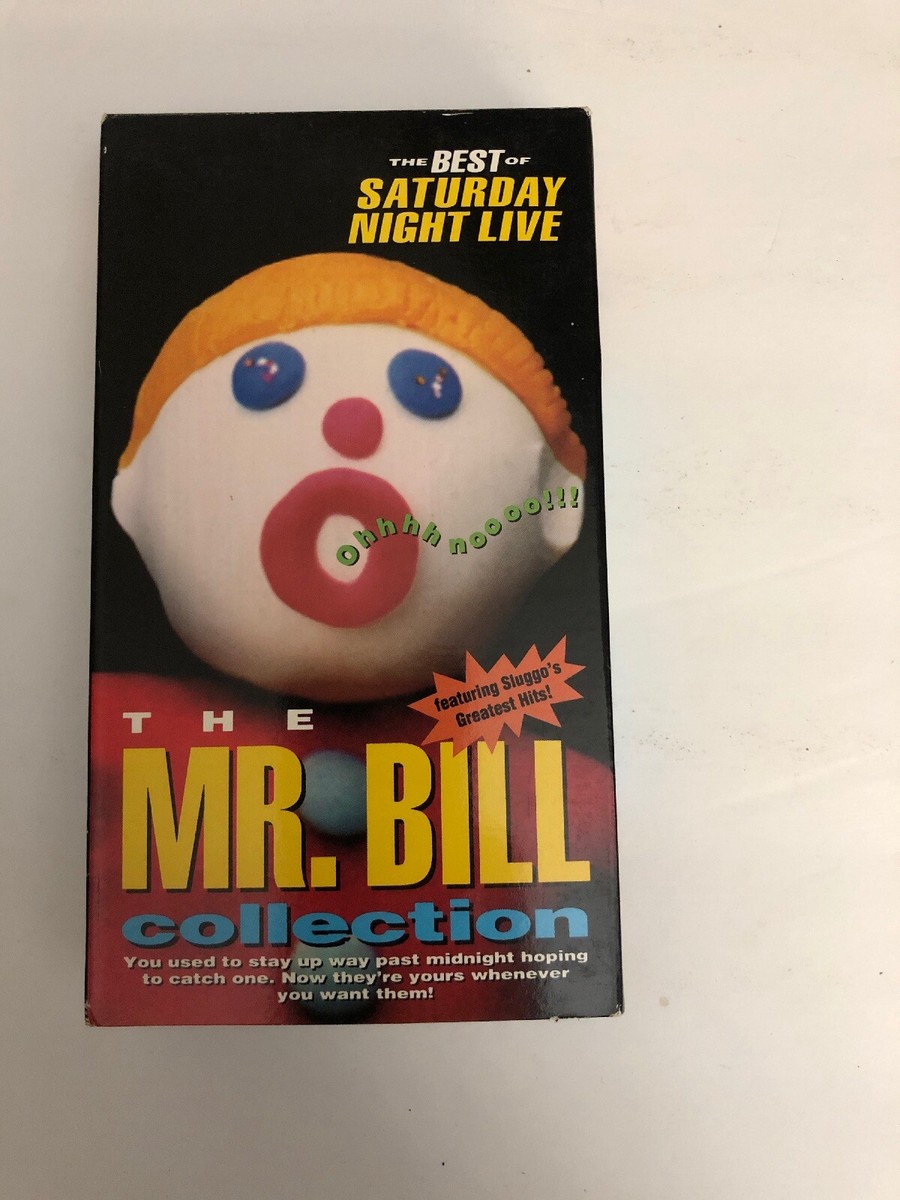 THE BEST OF
SATURDAY
NIGHT LIVE
Ohhhhh noooo!!!
featuring Sluggo's
Greatest Hits!
THE
MR. BILL
collection
You used to stay up way past midnight hoping
to catch one. Now they're yours whenever
you want them!